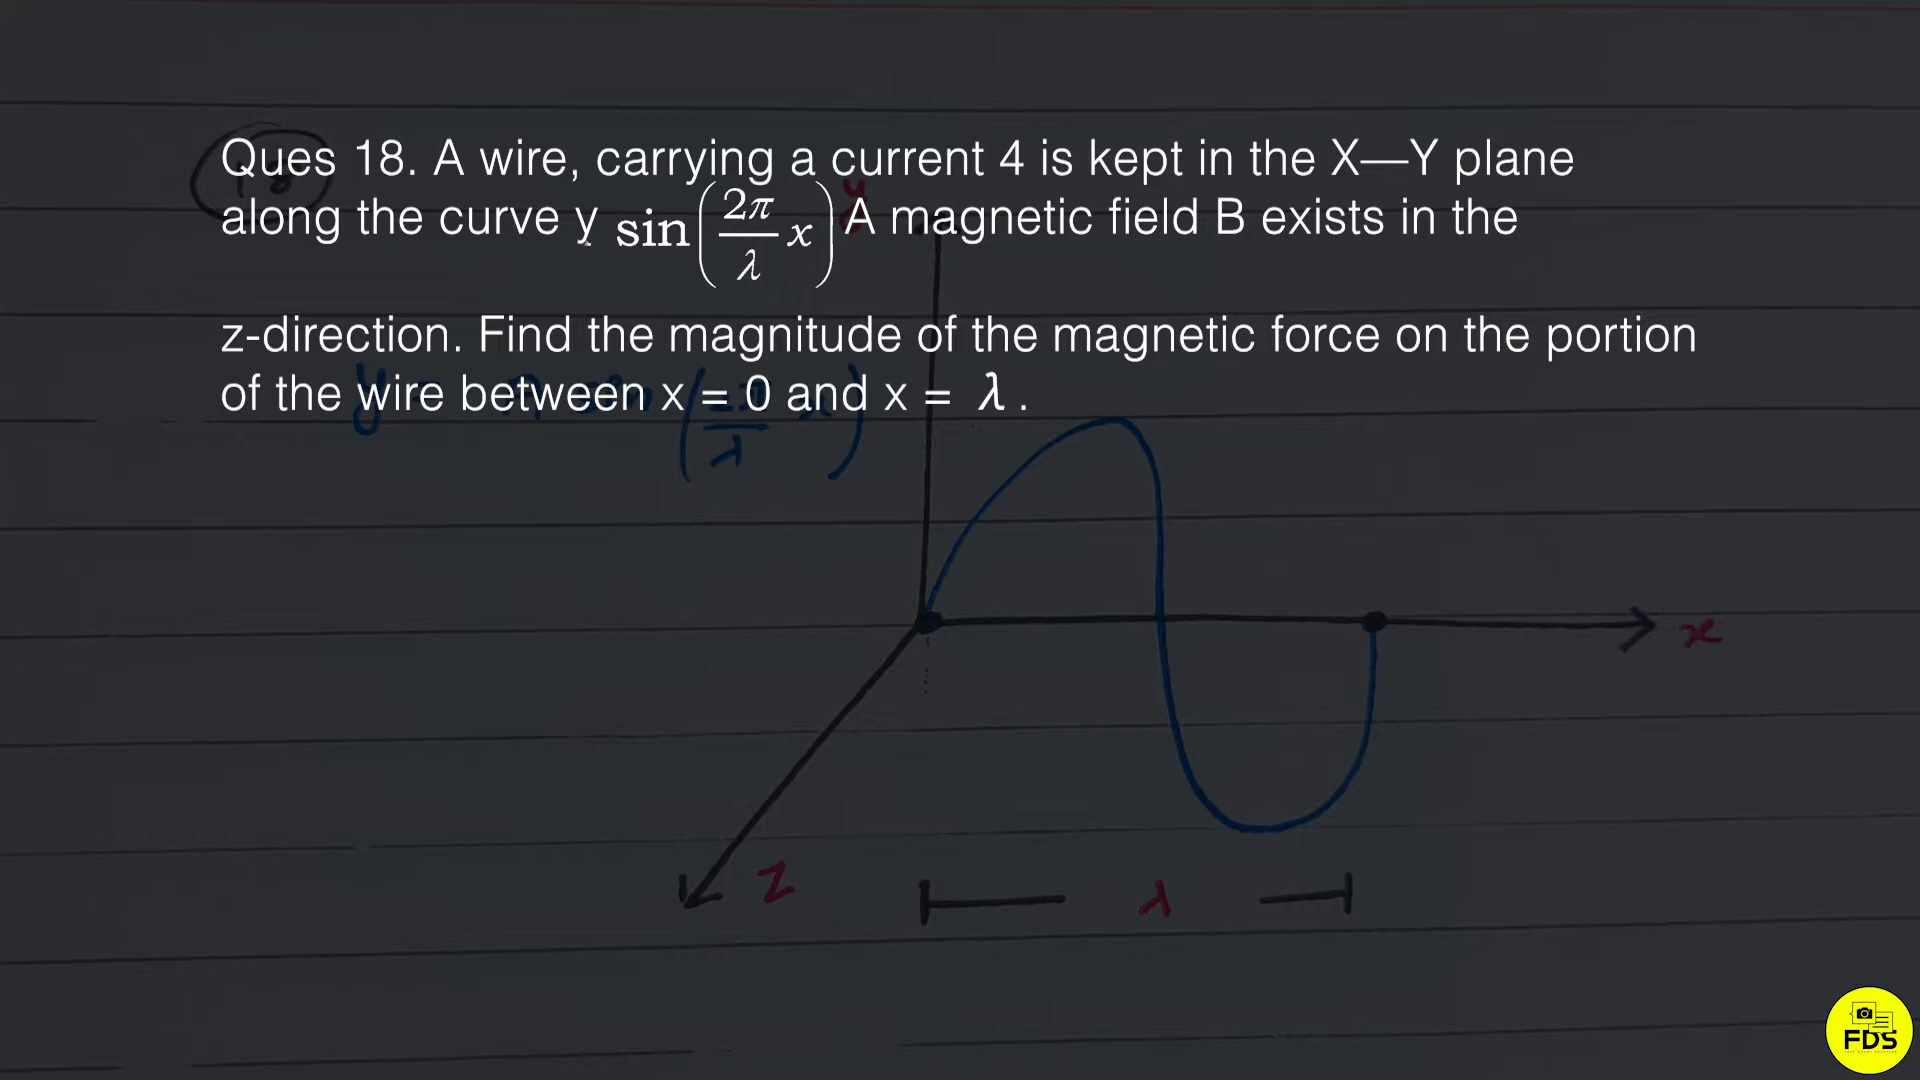 Ques 18. A wire, carrying a current 4 is kept in the X—Y plane
along the curve y sin(2π/λ x) A magnetic field B exists in the
z-direction. Find the magnitude of the magnetic force on the portion
of the wire between x = 0 and x = λ .
y
x
z
λ
FDS